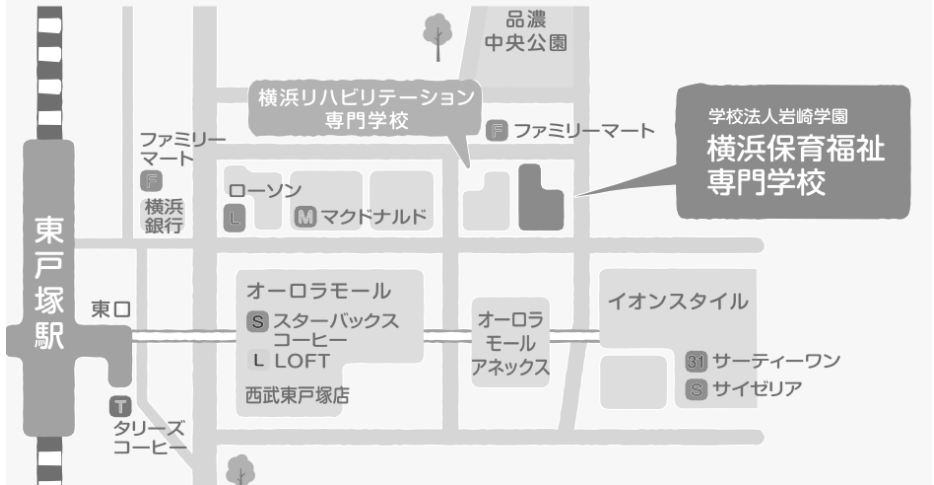 品濃
中央公園
横浜リハビリテーション
専門学校
学校法人岩崎学園
横浜保育福祉
専門学校
F ファミリーマート
ファミリー
マート
F
横浜
銀行
ローソン
L
M マクドナルド
東戸塚駅
東口
オーロラモール
S スターバックス
コーヒー
L LOFT
西武東戸塚店
オーロラ
モール
アネックス
イオンスタイル
31 サーティーワン
S サイゼリア
T
タリーズ
コーヒー